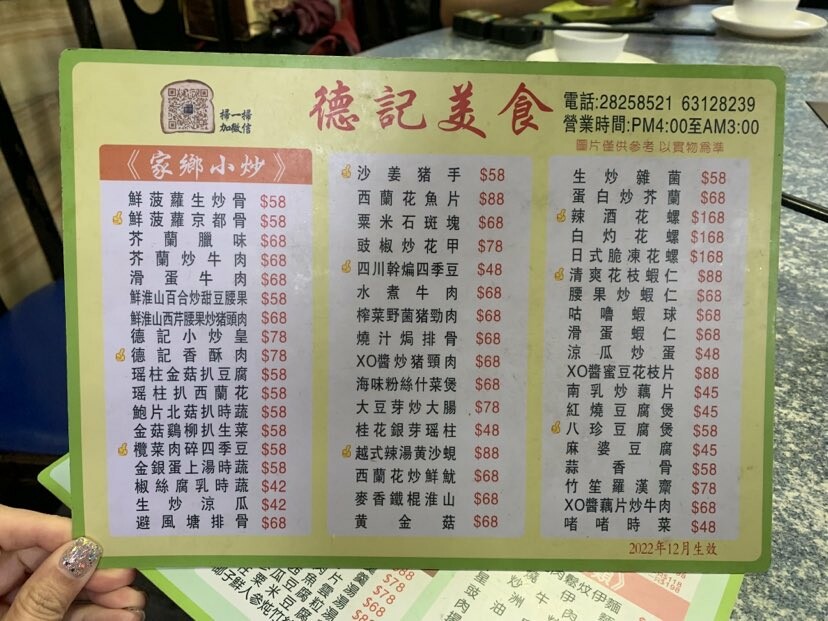 掃一掃
加微信
德記美食
電話:28258521 63128239
營業時間:PM4:00至AM3:00
圖片僅供參考 以實物為準
《家鄉小炒》
鮮菠蘿生炒骨 $58
鮮菠蘿京都骨 $58
芥蘭臘味 $68
芥蘭炒牛肉 $68
滑蛋牛肉 $68
鮮淮山百合炒甜豆腰果 $58
鮮淮山西芹腰果炒豬頭肉 $68
德記小炒皇 $78
德記香酥肉 $78
瑤柱金菇扒豆腐 $58
瑤柱扒西蘭花 $58
鮑片北菇扒時蔬 $58
金菇鷄柳扒生菜 $58
欖菜肉碎四季豆 $58
金銀蛋上湯時蔬 $58
椒絲腐乳時蔬 $42
生炒涼瓜 $42
避風塘排骨 $68
沙姜豬手 $58
西蘭花魚片 $88
粟米石斑塊 $68
豉椒炒花甲 $78
四川幹煸四季豆 $48
水煮牛肉 $68
榨菜野菌豬勁肉 $68
燒汁焗排骨 $68
XO醬炒豬頸肉 $68
海味粉絲什菜煲 $68
大豆芽炒大腸 $78
桂花銀芽瑤柱 $48
越式辣湯黄沙蜆 $88
西蘭花炒鮮魷 $68
麥香鐵棍淮山 $68
黄金菇 $68
生炒雜菌 $58
蛋白炒芥蘭 $68
辣酒花螺 $168
白灼花螺 $168
日式脆凍花螺 $168
清爽花枝蝦仁 $88
腰果炒蝦仁 $68
咕嚕蝦球 $68
滑蛋蝦仁 $68
涼瓜炒蛋 $48
XO醬蜜豆花枝片 $88
南乳炒藕片 $45
紅燒豆腐煲 $45
八珍豆腐煲 $58
麻婆豆腐 $45
蒜香骨 $58
竹笙羅漢齋 $78
XO醬藕片炒牛肉 $68
啫啫時菜 $48
2022年12月生效